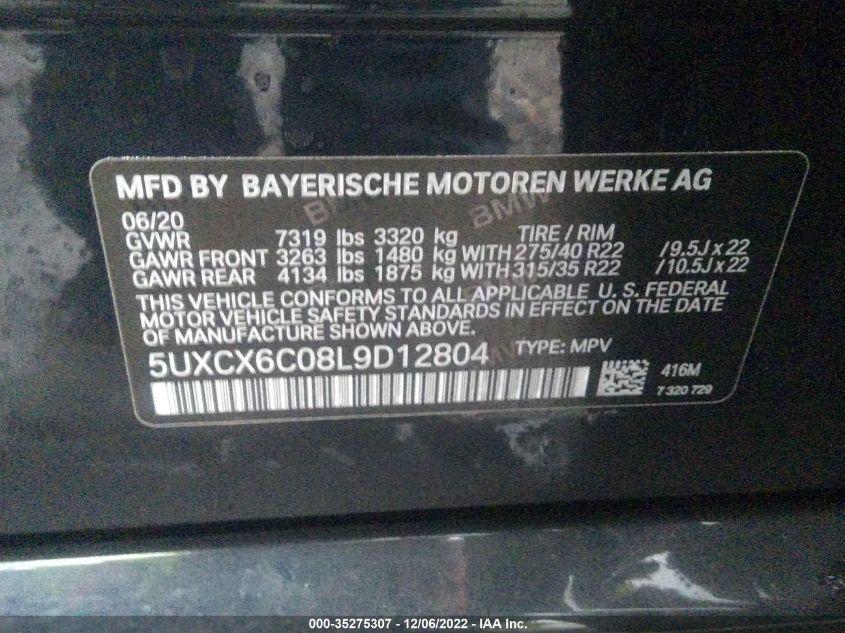 MFD BY BAYERISCHE MOTOREN WERKE AG
06/20 TIRE / RIM
GVWR 7319 lbs 3320 kg
GAWR FRONT 3263 lbs 1480 kg WITH 275/40 R22 /9.5J x 22
GAWR REAR 4134 lbs 1875 kg WITH 315/35 R22 /10.5J x 22
THIS VEHICLE CONFORMS TO ALL APPLICABLE U. S. FEDERAL
MOTOR VEHICLE SAFETY STANDARDS IN EFFECT ON THE DATE
OF MANUFACTURE SHOWN ABOVE.
5UXCX6C08L9D12804 TYPE: MPV
416M
7 320 729
BMW
BMW
000-35275307 - 12/06/2022 - IAA Inc.